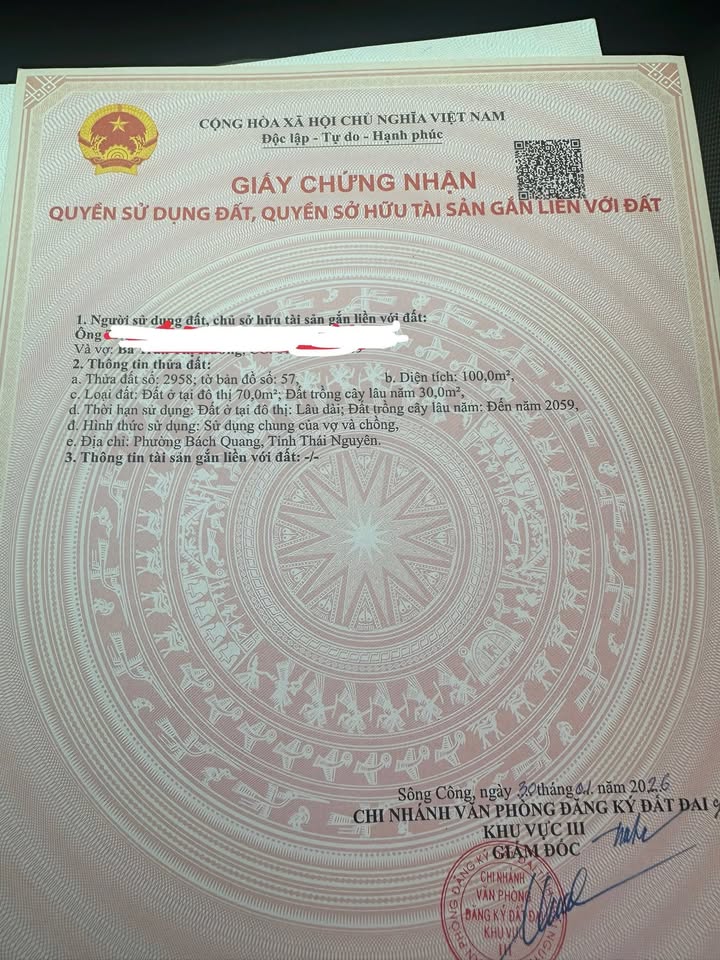 CỘNG HÒA XÃ HỘI CHỦ NGHĨA VIỆT NAM
Độc lập - Tự do - Hạnh phúc
GIẤY CHỨNG NHẬN
QUYỀN SỬ DỤNG ĐẤT, QUYỀN SỞ HỮU TÀI SẢN GẮN LIỀN VỚI ĐẤT
1. Người sử dụng đất, chủ sở hữu tài sản gắn liền với đất:
Ông
Và vợ: Bà
2. Thông tin thửa đất:
a. Thửa đất số: 2958; tờ bản đồ số: 57, b. Diện tích: 100,0m²,
c. Loại đất: Đất ở tại đô thị 70,0m²; Đất trồng cây lâu năm 30,0m²,
d. Thời hạn sử dụng: Đất ở tại đô thị: Lâu dài; Đất trồng cây lâu năm: Đến năm 2059,
đ. Hình thức sử dụng: Sử dụng chung của vợ và chồng,
e. Địa chỉ: Phường Bách Quang, Tỉnh Thái Nguyên.
3. Thông tin tài sản gắn liền với đất: -/-
Sông Công, ngày 30 tháng 01 năm 2026
CHI NHÁNH VĂN PHÒNG ĐĂNG KÝ ĐẤT ĐAI
KHU VỰC III
GIÁM ĐỐC
CHI NHÁNH
VĂN PHÒNG
ĐĂNG KÝ ĐẤT ĐAI
KHU VỰC
III